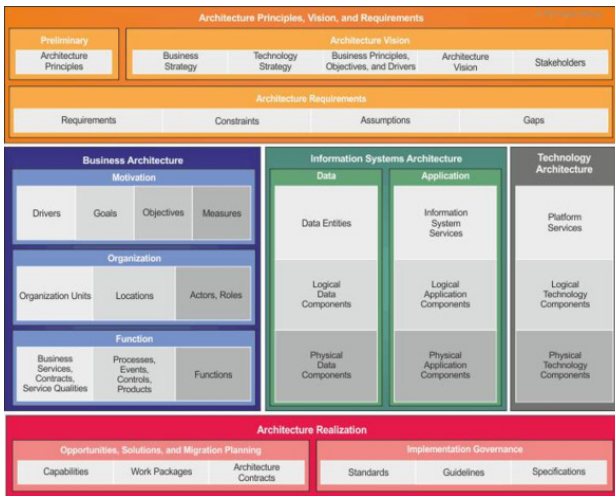 Architecture Principles, Vision, and Requirements
Preliminary
Architecture
Principles
Architecture Vision
Business
Strategy
Technology
Strategy
Business Principles,
Objectives, and Drivers
Architecture
Vision
Stakeholders
Architecture Requirements
Requirements
Constraints
Assumptions
Gaps
Business Architecture
Motivation
Drivers
Goals
Objectives
Measures
Organization
Organization Units
Locations
Actors, Roles
Function
Business
Services,
Contracts,
Service Qualities
Processes,
Events,
Controls,
Products
Functions
Information Systems Architecture
Data
Data Entities
Logical
Data
Components
Physical
Data
Components
Application
Information
System
Services
Logical
Application
Components
Physical
Application
Components
Technology
Architecture
Platform
Services
Logical
Technology
Components
Physical
Technology
Components
Architecture Realization
Opportunities, Solutions, and Migration Planning
Capabilities
Work Packages
Architecture
Contracts
Implementation Governance
Standards
Guidelines
Specifications